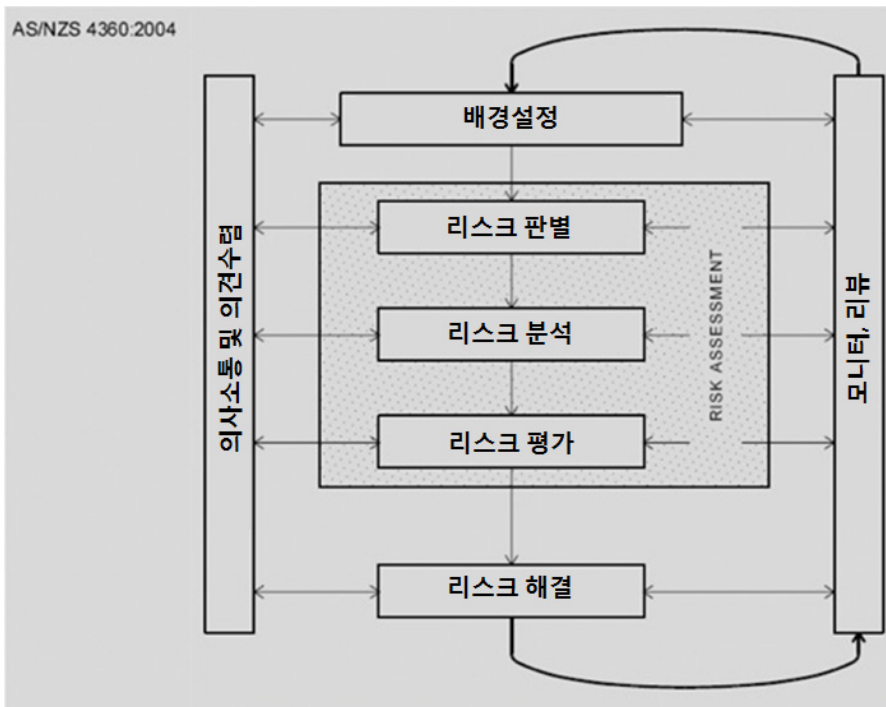 AS/NZS 4360:2004
배경설정
의사소통 및 의견수렴
리스크 판별
리스크 분석
리스크 평가
RISK ASSESSMENT
모니터, 리뷰
리스크 해결